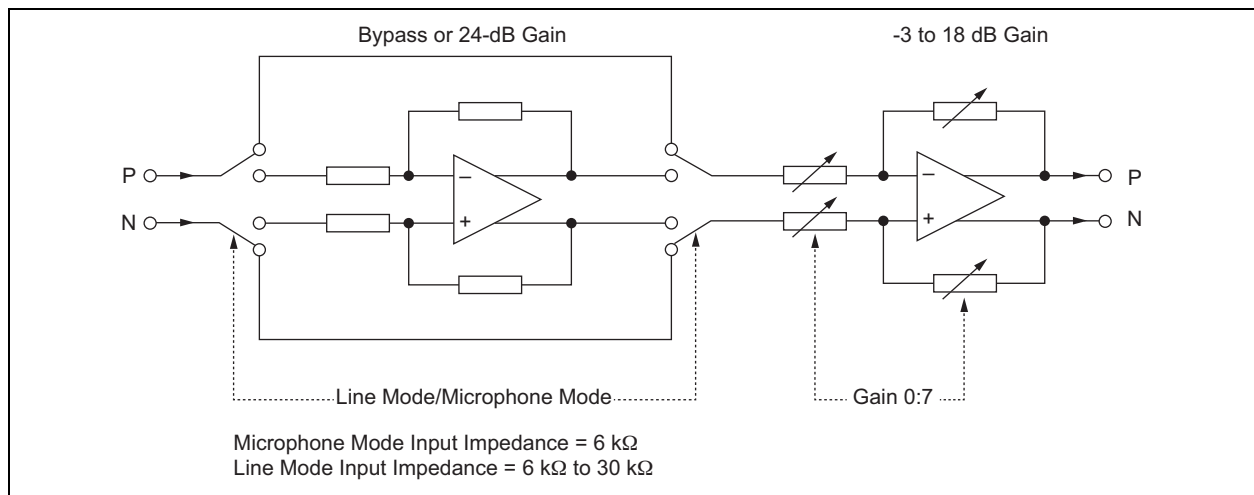 Bypass or 24-dB Gain
-3 to 18 dB Gain
P
N
−
+
−
+
P
N
Line Mode/Microphone Mode
Gain 0:7
Microphone Mode Input Impedance = 6 kΩ
Line Mode Input Impedance = 6 kΩ to 30 kΩ